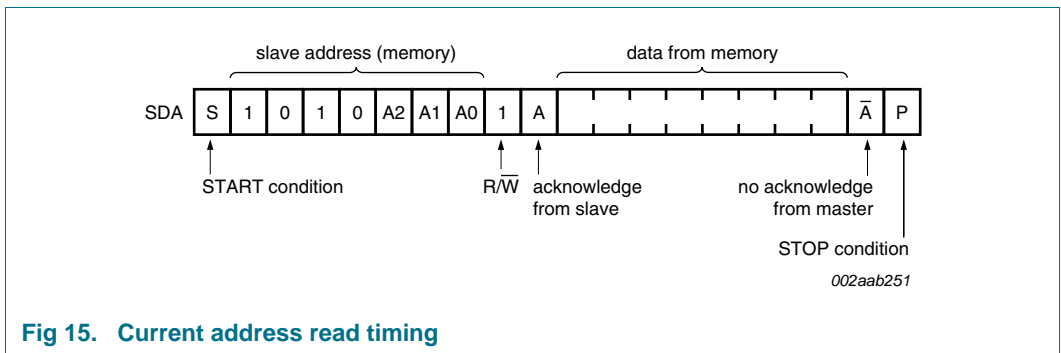 slave address (memory) data from memory
SDA S 1 0 1 0 A2 A1 A0 1 A A̅ P
START condition R/W̅ acknowledge from slave no acknowledge from master
STOP condition
002aab251
Fig 15. Current address read timing